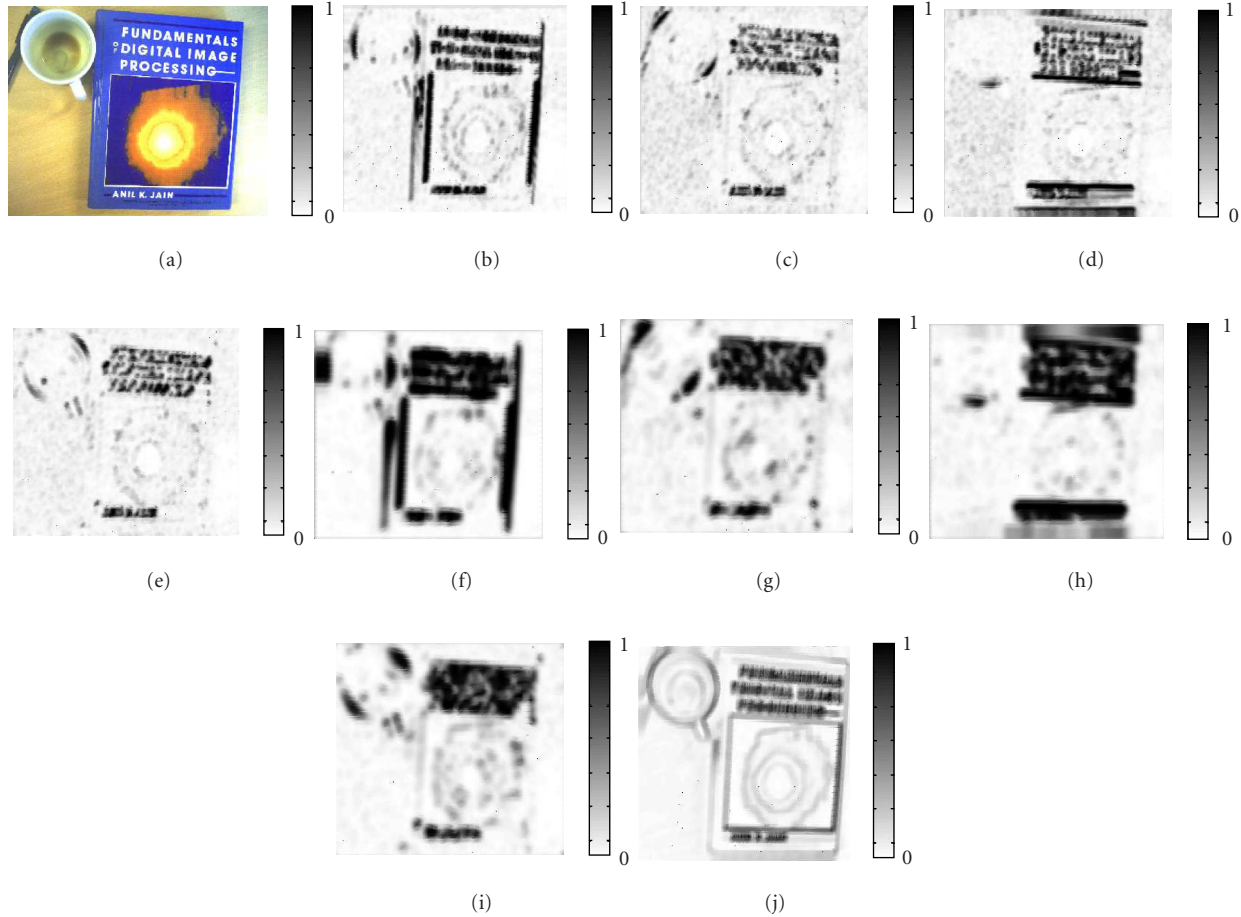 FUNDAMENTALS
OF DIGITAL IMAGE
PROCESSING
ANIL K. JAIN
1
0
1
0
1
0
1
0
(a)
(b)
(c)
(d)
1
0
1
0
1
0
1
0
(e)
(f)
(g)
(h)
1
0
1
0
(i)
(j)